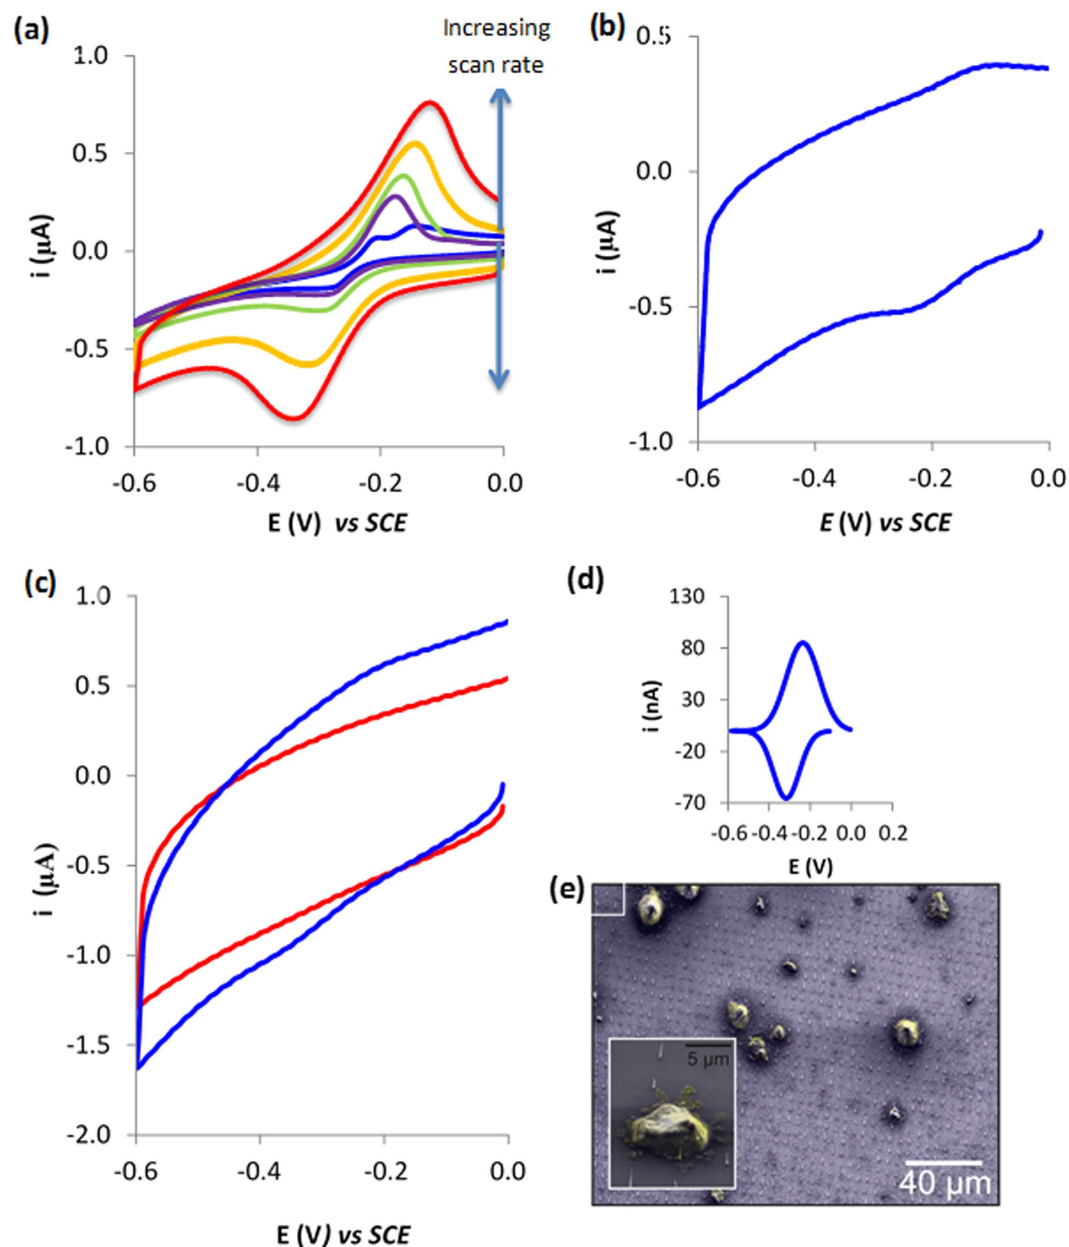 (a)
Increasing
scan rate
1.0
0.5
0.0
-0.5
-1.0
i (µA)
-0.6 -0.4 -0.2 0.0
E (V) vs SCE
(b)
0.5
0.0
-0.5
-1.0
i (µA)
-0.6 -0.4 -0.2 0.0
E (V) vs SCE
(c)
1.0
0.5
0.0
-0.5
-1.0
-1.5
-2.0
i (µA)
-0.6 -0.4 -0.2 0.0
E (V) vs SCE
(d)
130
80
30
-20
-70
i (nA)
-0.6 -0.4 -0.2 0.0 0.2
E (V)
(e)
5 µm
40 µm